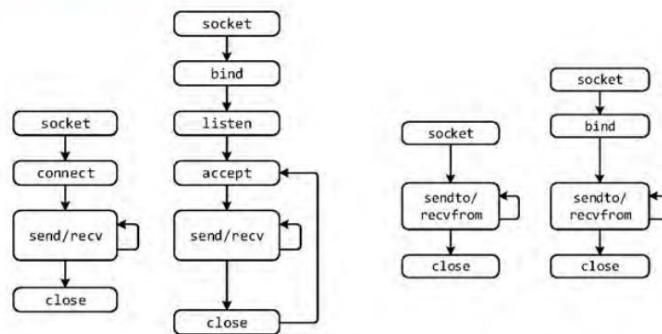 socket
connect
send/recv
close
socket
bind
listen
accept
send/recv
close
socket
sendto/
recvfrom
close
socket
bind
sendto/
recvfrom
close